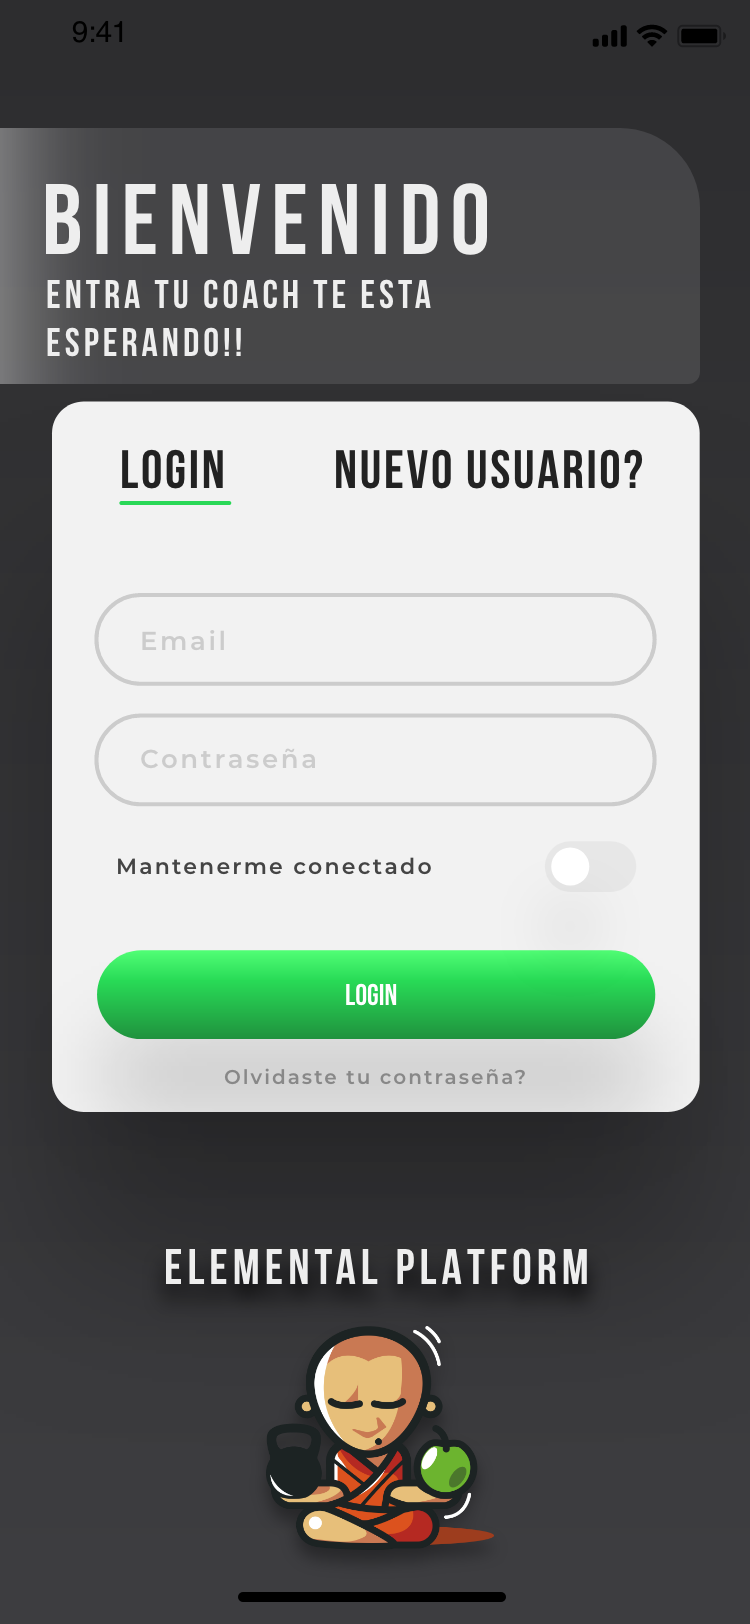 9:41
BIENVENIDO
ENTRA TU COACH TE ESTA
ESPERANDO!!
LOGIN NUEVO USUARIO?
Email
Contraseña
Mantenerme conectado
LOGIN
Olvidaste tu contraseña?
ELEMENTAL PLATFORM